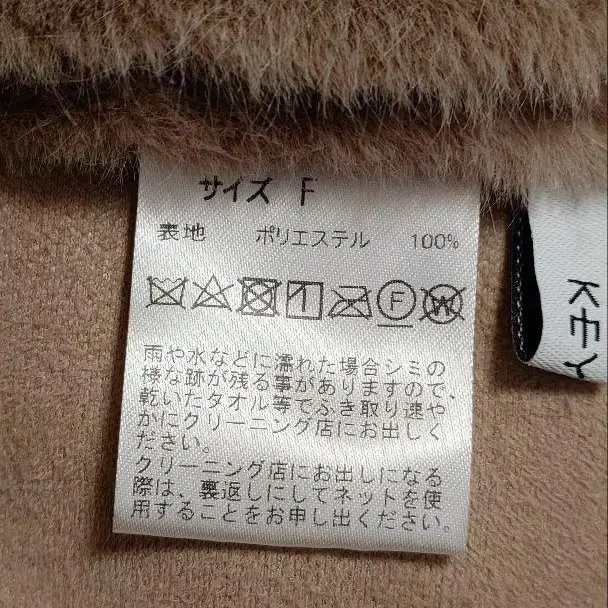 サイズ F
表地 ポリエステル 100%
F W
雨や水などに濡れた場合シミの
様な跡が残る事がありますので、
乾いたタオル等でふき取り速や
かにクリーニング店にお出しく
ださい。
クリーニング店にお出しになる
際は、裏返しにしてネットを使
用することをお申し出ください。
KEY